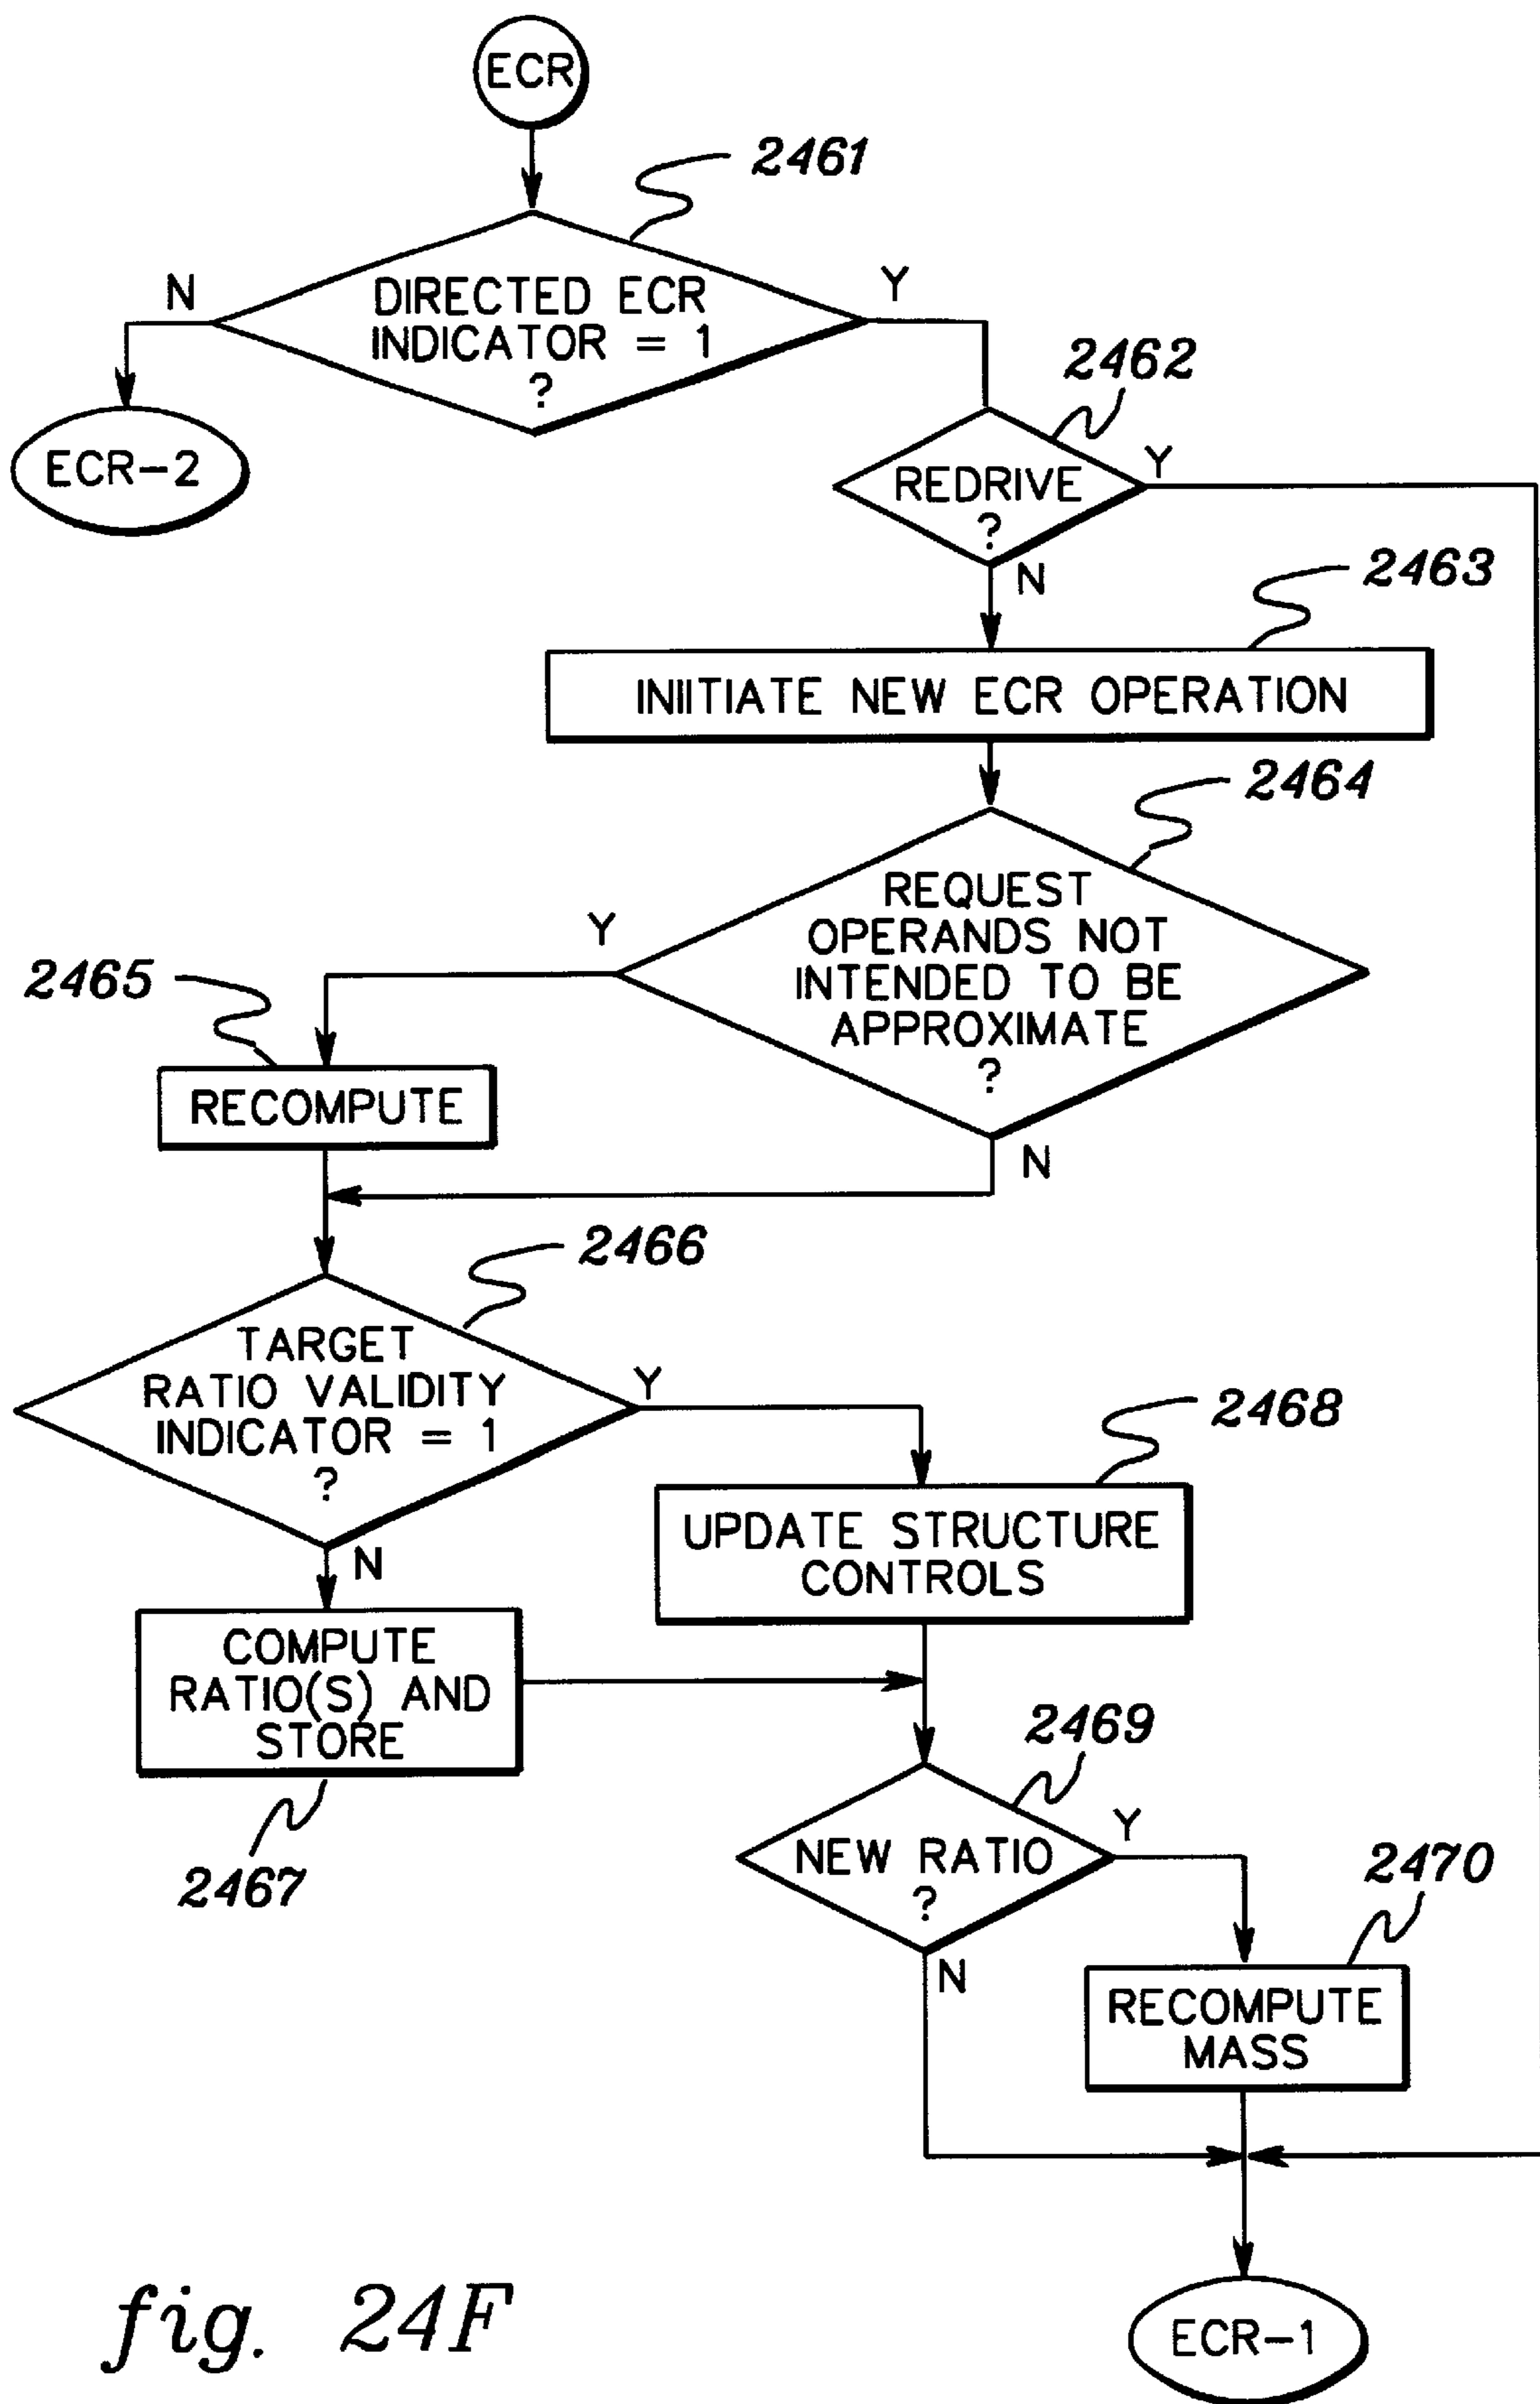 ECR
2461
N
DIRECTED ECR
INDICATOR = 1
?
Y
2462
ECR-2
REDRIVE
?
Y
N
2463
INIITIATE NEW ECR OPERATION
2464
REQUEST
OPERANDS NOT
INTENDED TO BE
APPROXIMATE
?
Y
N
2465
RECOMPUTE
2466
TARGET
RATIO VALIDITY
INDICATOR = 1
?
Y
N
2468
UPDATE STRUCTURE
CONTROLS
COMPUTE
RATIO(S) AND
STORE
2467
2469
NEW RATIO
?
Y
N
2470
RECOMPUTE
MASS
ECR-1
fig. 24F